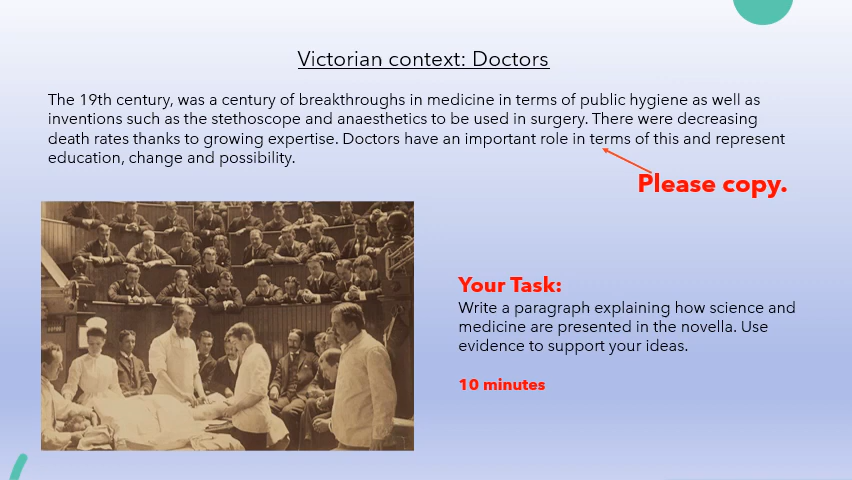 Victorian context: Doctors
The 19th century, was a century of breakthroughs in medicine in terms of public hygiene as well as
inventions such as the stethoscope and anaesthetics to be used in surgery. There were decreasing
death rates thanks to growing expertise. Doctors have an important role in terms of this and represent
education, change and possibility.
Please copy.
Your Task:
Write a paragraph explaining how science and
medicine are presented in the novella. Use
evidence to support your ideas.
10 minutes